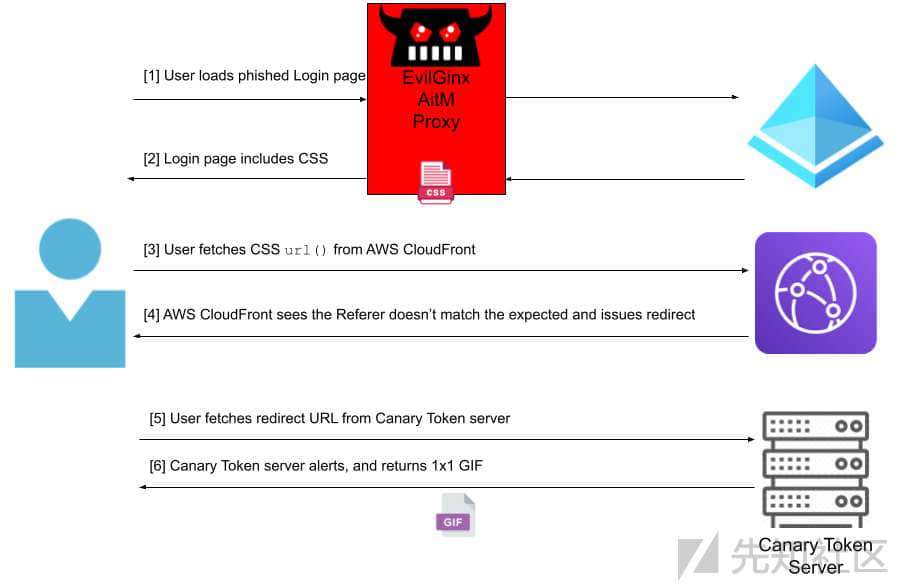 [1] User loads phished Login page
EvilGinx
AitM
Proxy
[2] Login page includes CSS
CSS
[3] User fetches CSS url() from AWS CloudFront
[4] AWS CloudFront sees the Referer doesn’t match the expected and issues redirect
[5] User fetches redirect URL from Canary Token server
[6] Canary Token server alerts, and returns 1x1 GIF
GIF
先知社区
Canary Token
Server